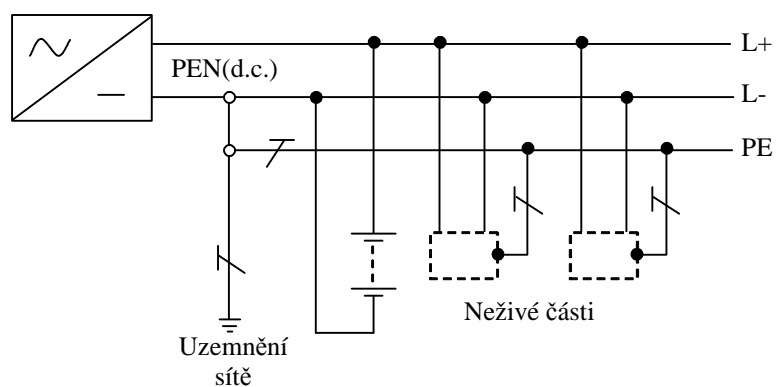 L+
PEN(d.c.)
L-
PE
Neživé části
Uzemnění
sítě